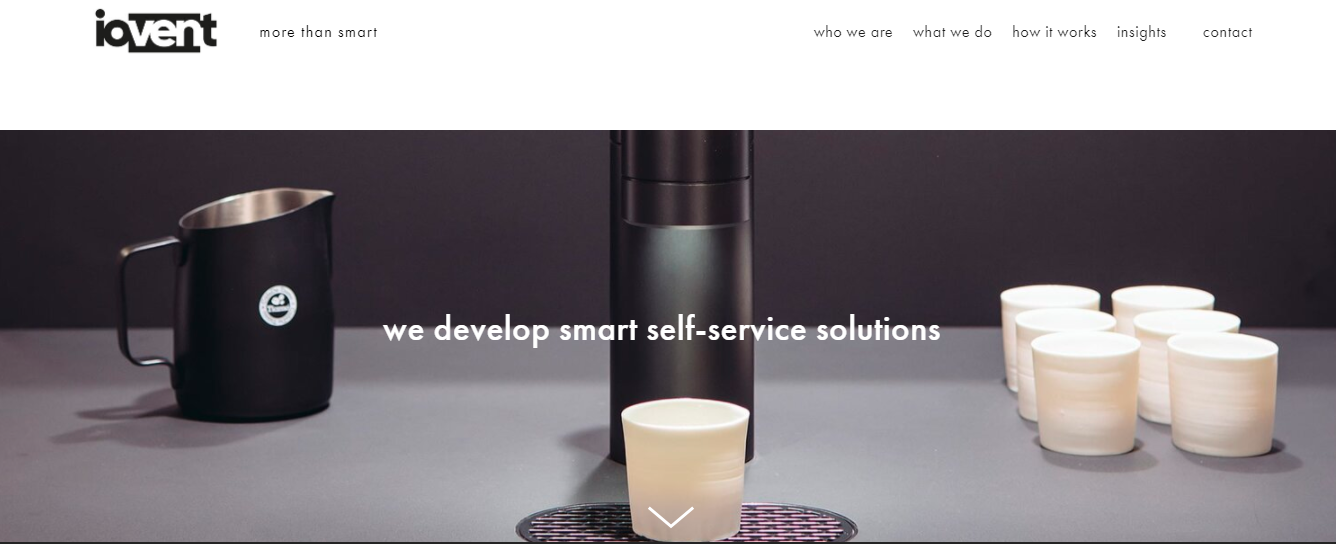 iovent
more than smart
who we are what we do how it works insights contact
we develop smart self-service solutions